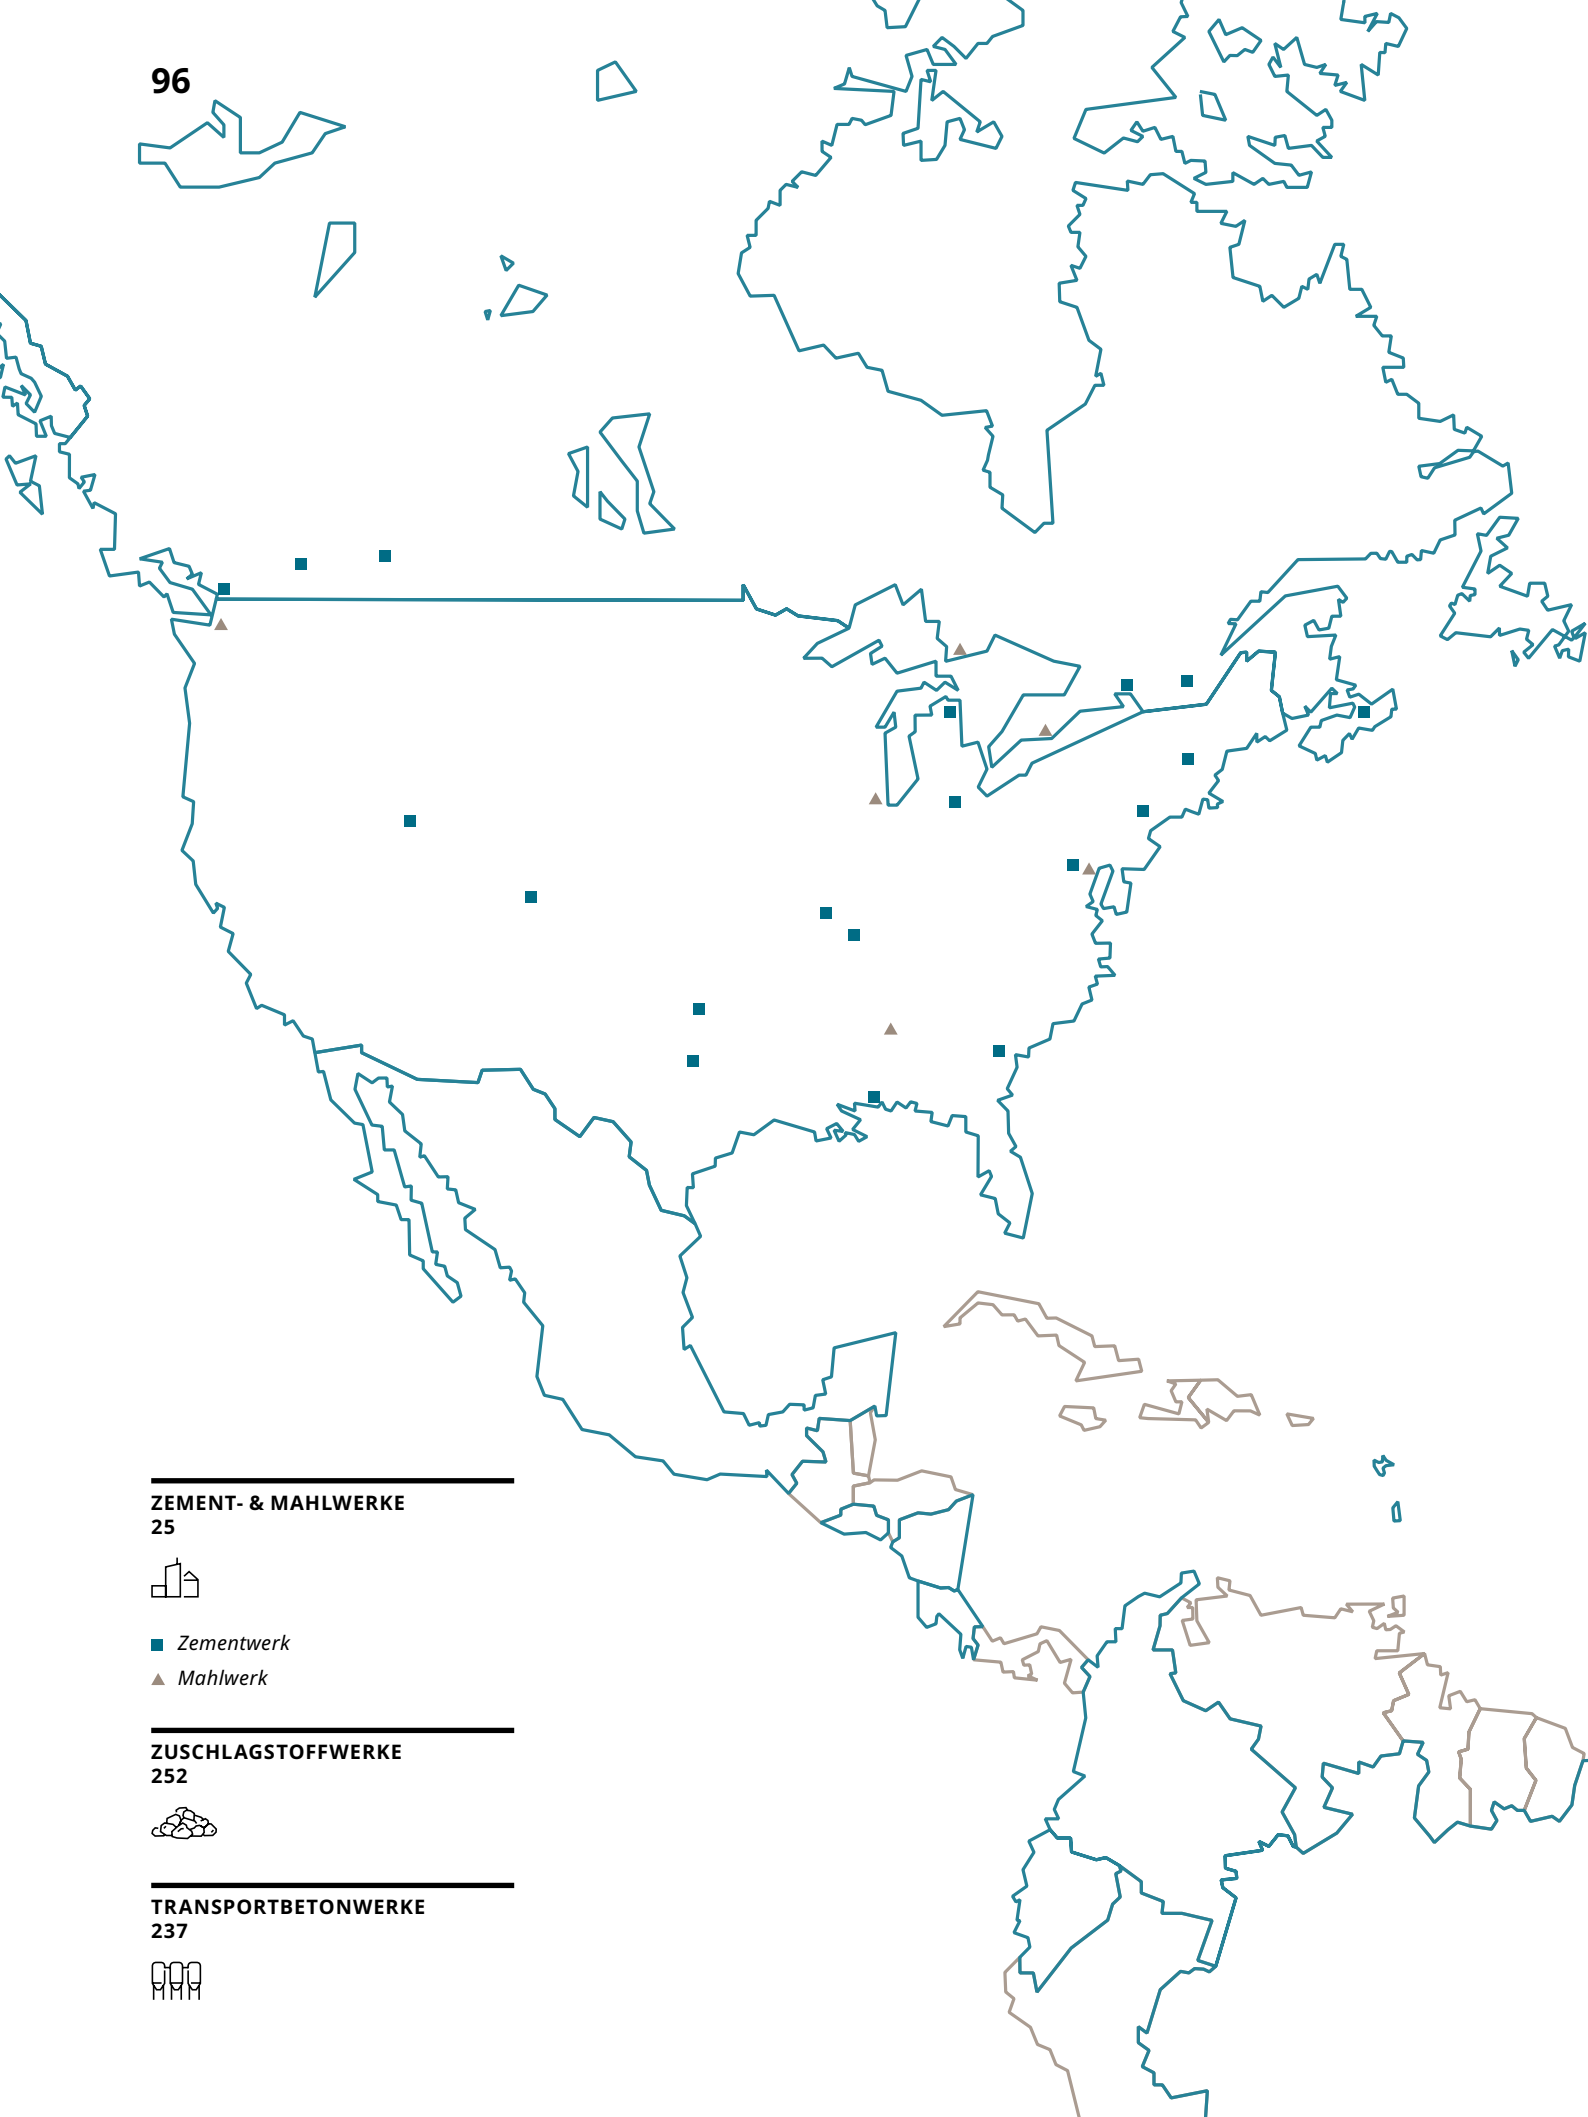 96
ZEMENT- & MAHLWERKE
25
Zementwerk
Mahlwerk
ZUSCHLAGSTOFFWERKE
252
TRANSPORTBETONWERKE
237